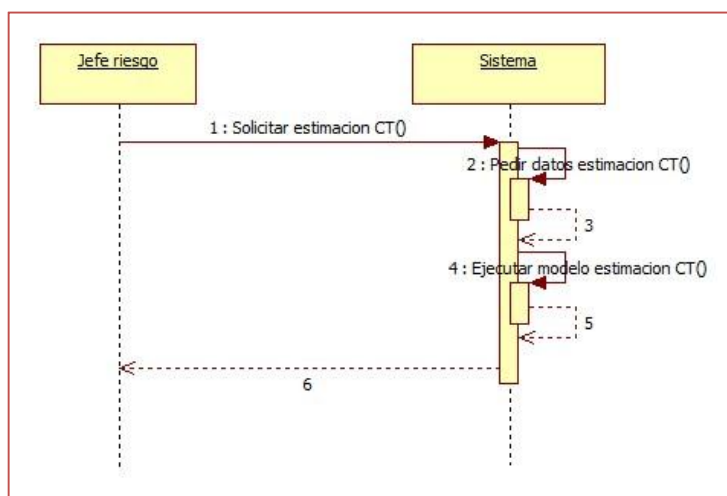 Jefe riesgo
Sistema
1 : Solicitar estimacion CT()
2 : Pedir datos estimacion CT()
3
4 : Ejecutar modelo estimacion CT()
5
6